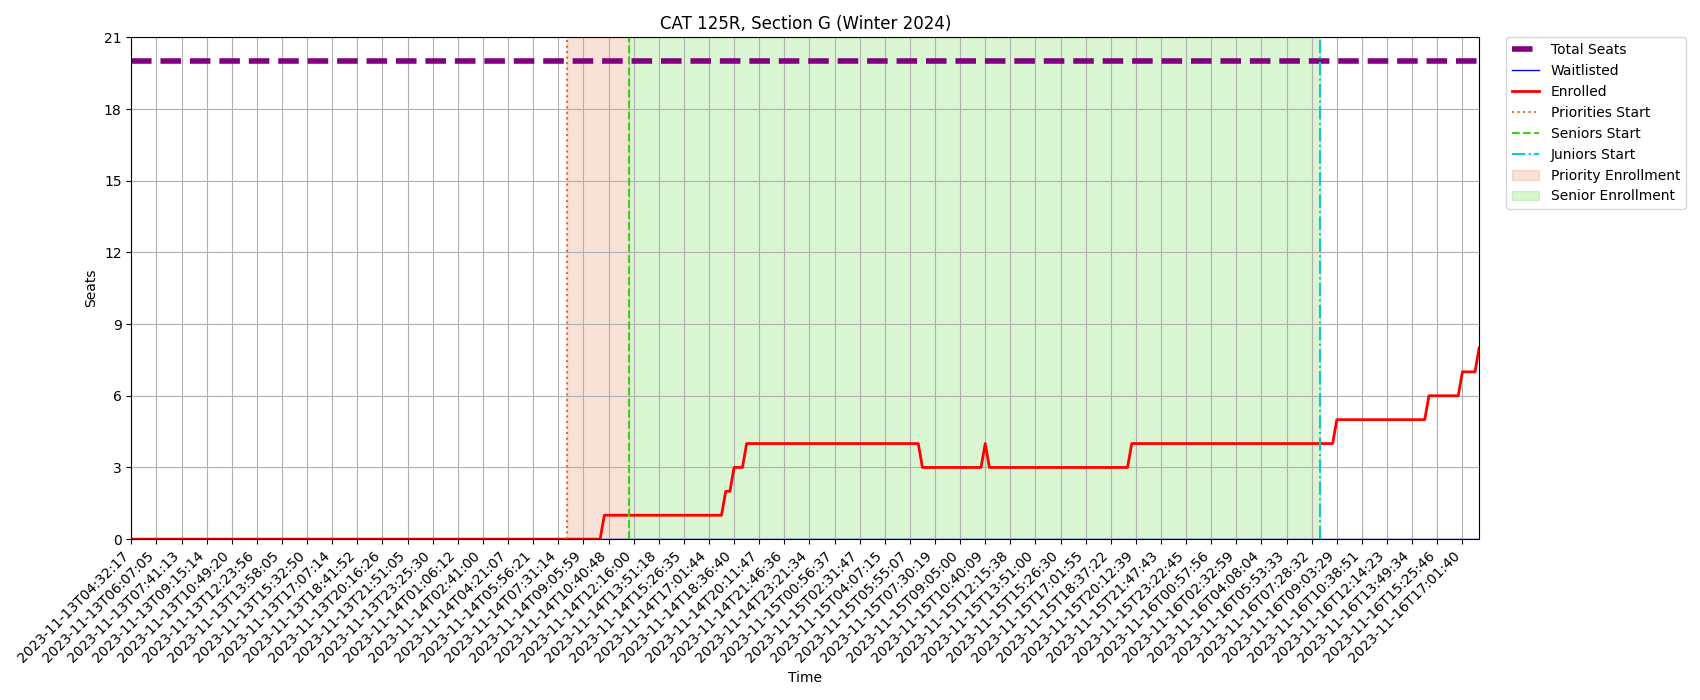 CAT 125R, Section G (Winter 2024)
21
18
15
12
9
6
3
0
Seats
2023-11-13T04:32:17
2023-11-13T06:07:05
2023-11-13T07:41:13
2023-11-13T09:15:14
2023-11-13T10:49:20
2023-11-13T12:23:56
2023-11-13T13:58:05
2023-11-13T15:32:50
2023-11-13T17:07:14
2023-11-13T18:41:52
2023-11-13T20:16:26
2023-11-13T21:51:05
2023-11-13T23:25:30
2023-11-14T01:06:12
2023-11-14T02:41:00
2023-11-14T04:21:07
2023-11-14T05:56:21
2023-11-14T07:31:14
2023-11-14T09:05:59
2023-11-14T10:40:48
2023-11-14T12:16:00
2023-11-14T13:51:18
2023-11-14T15:26:35
2023-11-14T17:01:44
2023-11-14T18:36:40
2023-11-14T20:11:47
2023-11-14T21:46:36
2023-11-14T23:21:34
2023-11-15T00:56:37
2023-11-15T02:31:47
2023-11-15T04:07:15
2023-11-15T05:55:07
2023-11-15T07:30:19
2023-11-15T09:05:00
2023-11-15T10:40:09
2023-11-15T12:15:38
2023-11-15T13:51:00
2023-11-15T15:26:30
2023-11-15T17:01:55
2023-11-15T18:37:22
2023-11-15T20:12:39
2023-11-15T21:47:43
2023-11-15T23:22:45
2023-11-16T00:57:56
2023-11-16T02:32:59
2023-11-16T04:08:04
2023-11-16T05:53:33
2023-11-16T07:28:32
2023-11-16T09:03:29
2023-11-16T10:38:51
2023-11-16T12:14:23
2023-11-16T13:49:34
2023-11-16T15:25:46
2023-11-16T17:01:40
Time
Total Seats
Waitlisted
Enrolled
Priorities Start
Seniors Start
Juniors Start
Priority Enrollment
Senior Enrollment